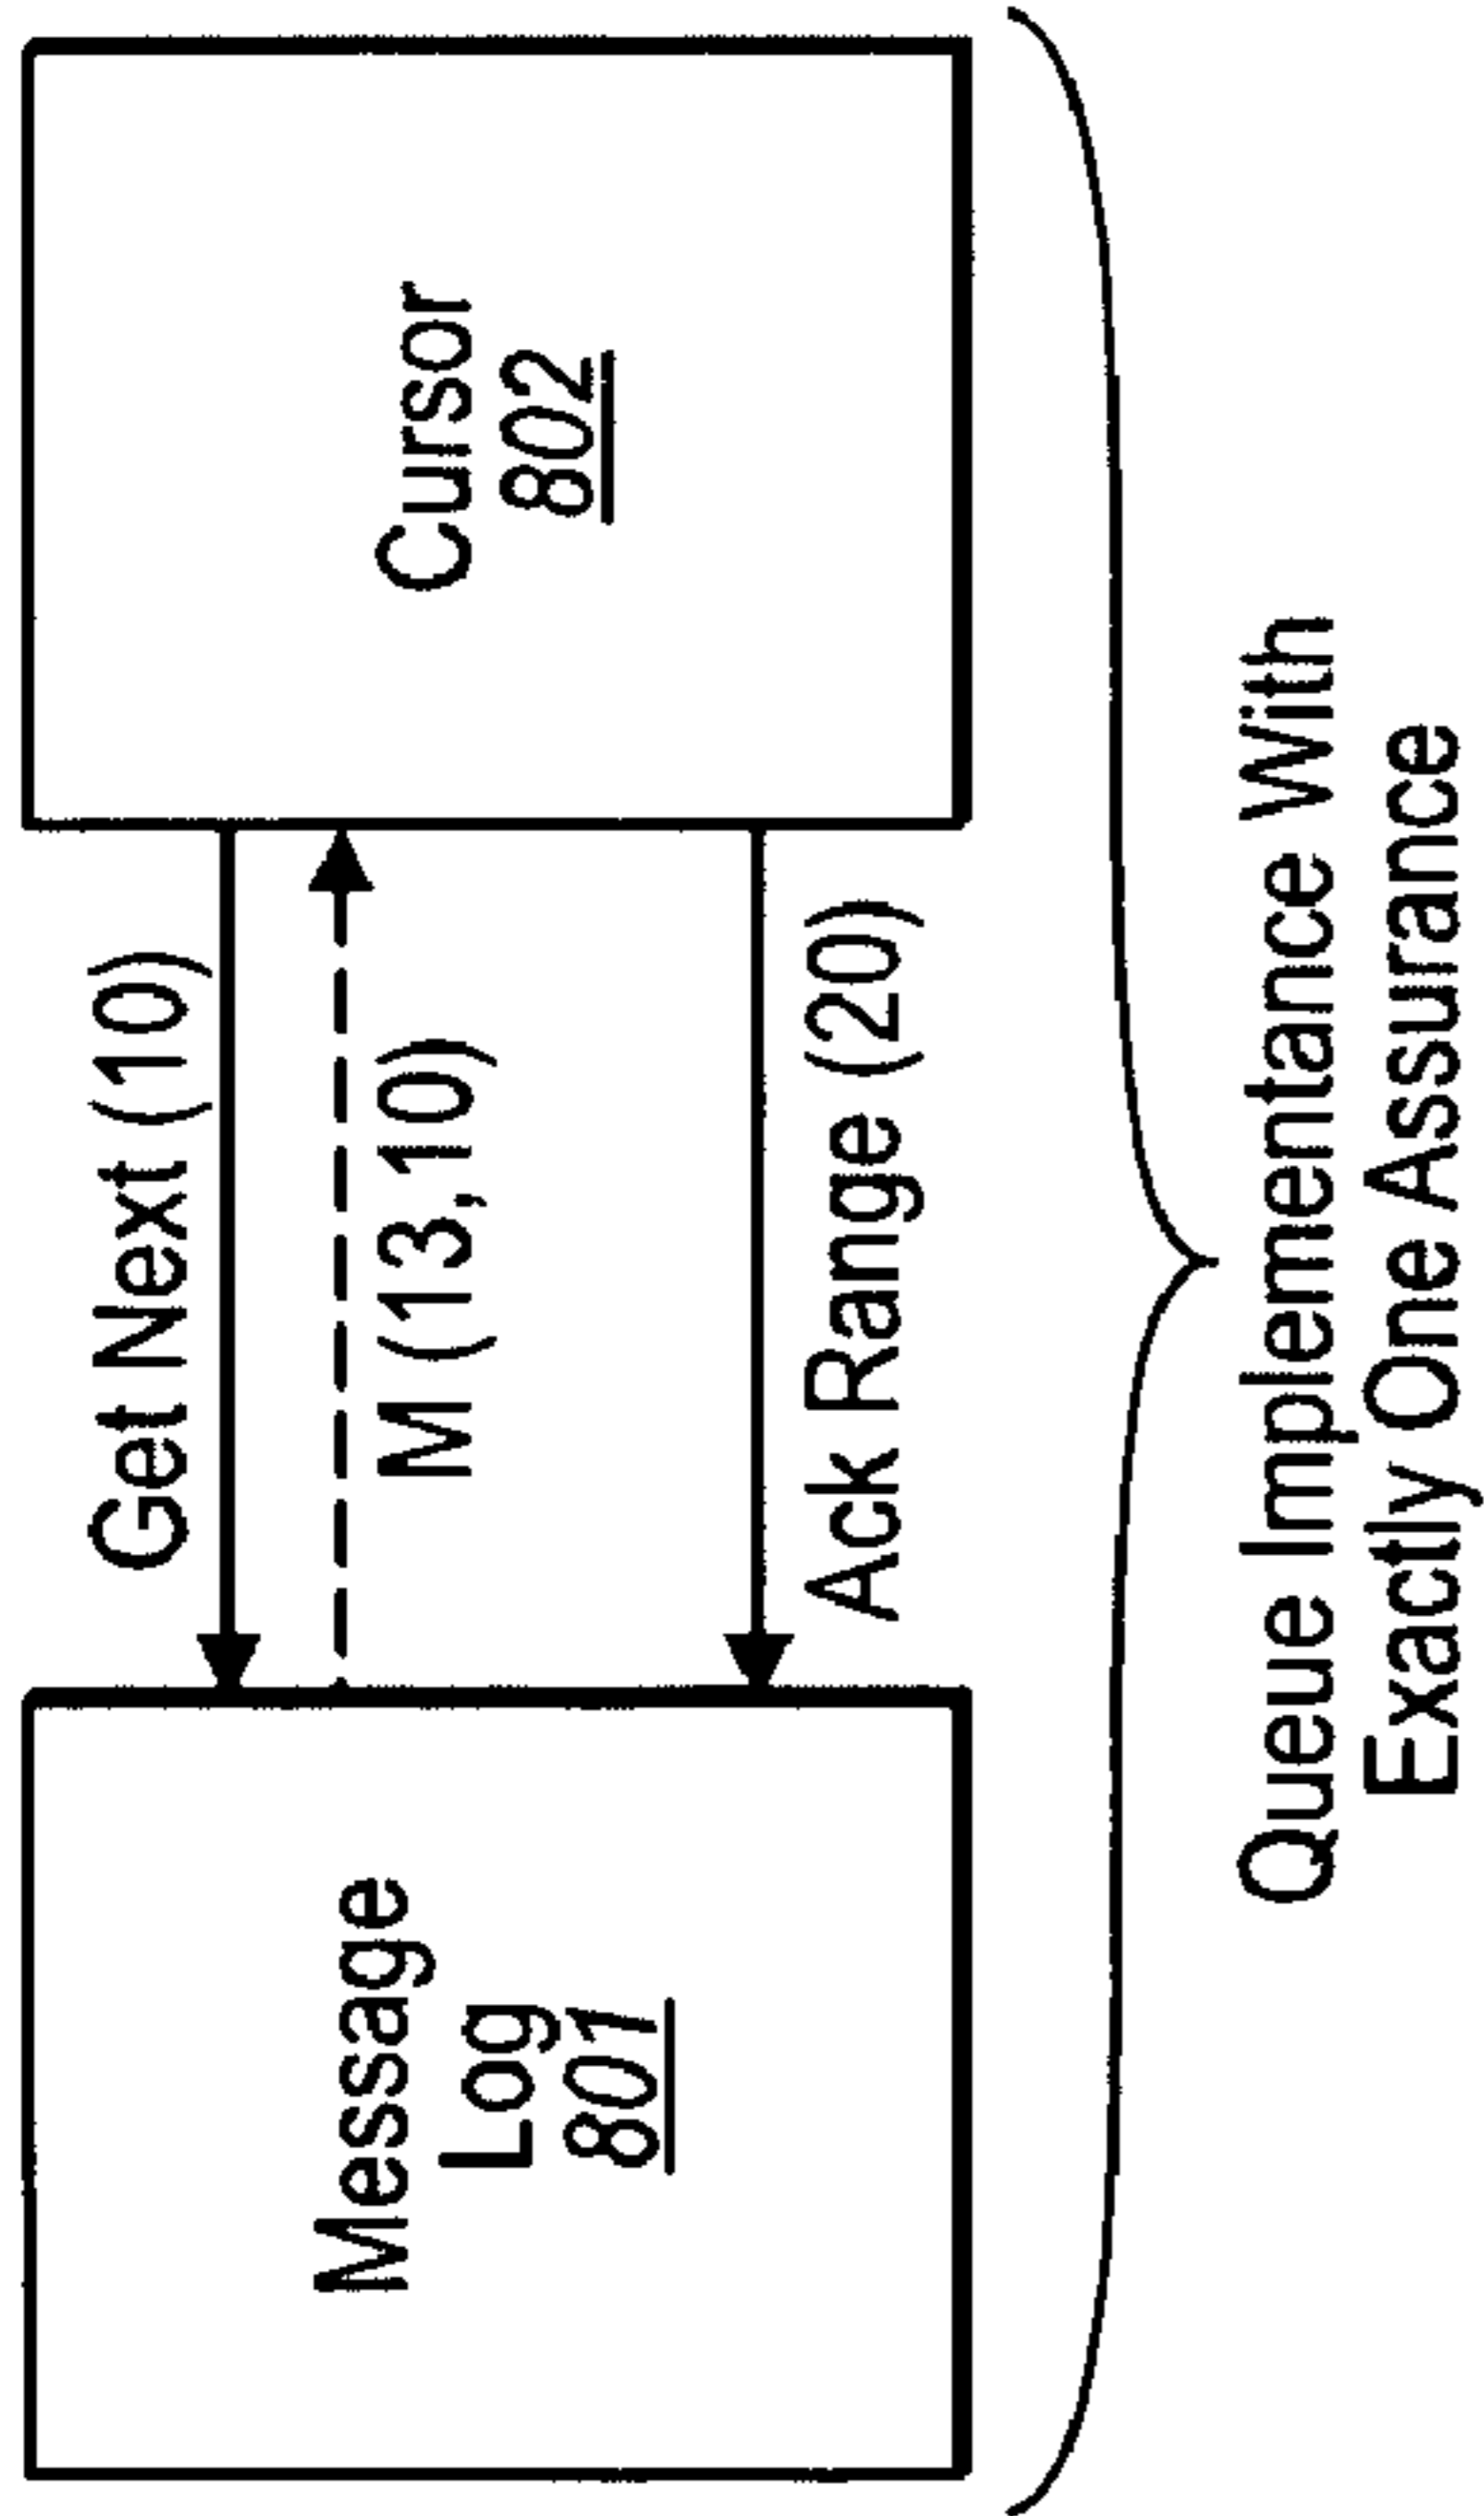 Message
Log
801
Get Next (10)
M (13,10)
Ack Range (20)
Cursor
802
Queue Implementance With
Exactly One Assurance